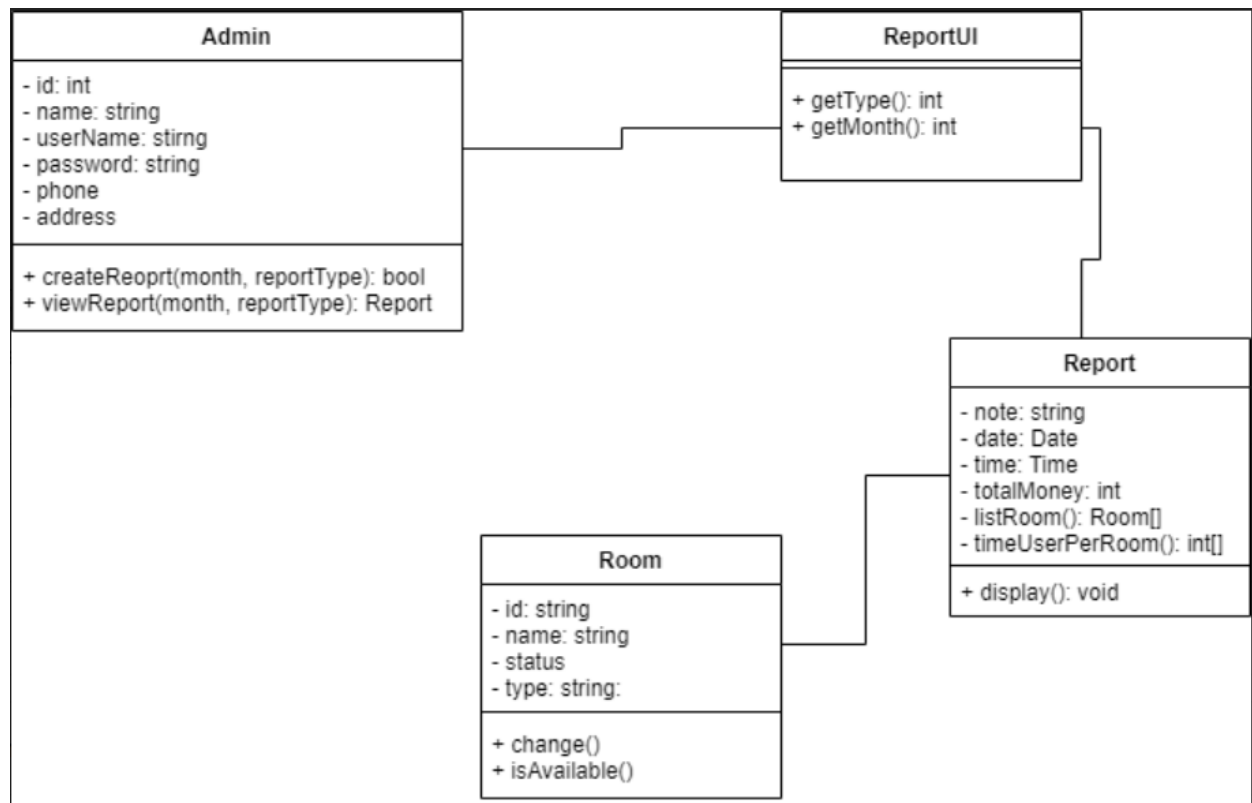 Admin
- id: int
- name: string
- userName: stirng
- password: string
- phone
- address
+ createReoprt(month, reportType): bool
+ viewReport(month, reportType): Report
ReportUI
+ getType(): int
+ getMonth(): int
Report
- note: string
- date: Date
- time: Time
- totalMoney: int
- listRoom(): Room[]
- timeUserPerRoom(): int[]
+ display(): void
Room
- id: string
- name: string
- status
- type: string:
+ change()
+ isAvailable()